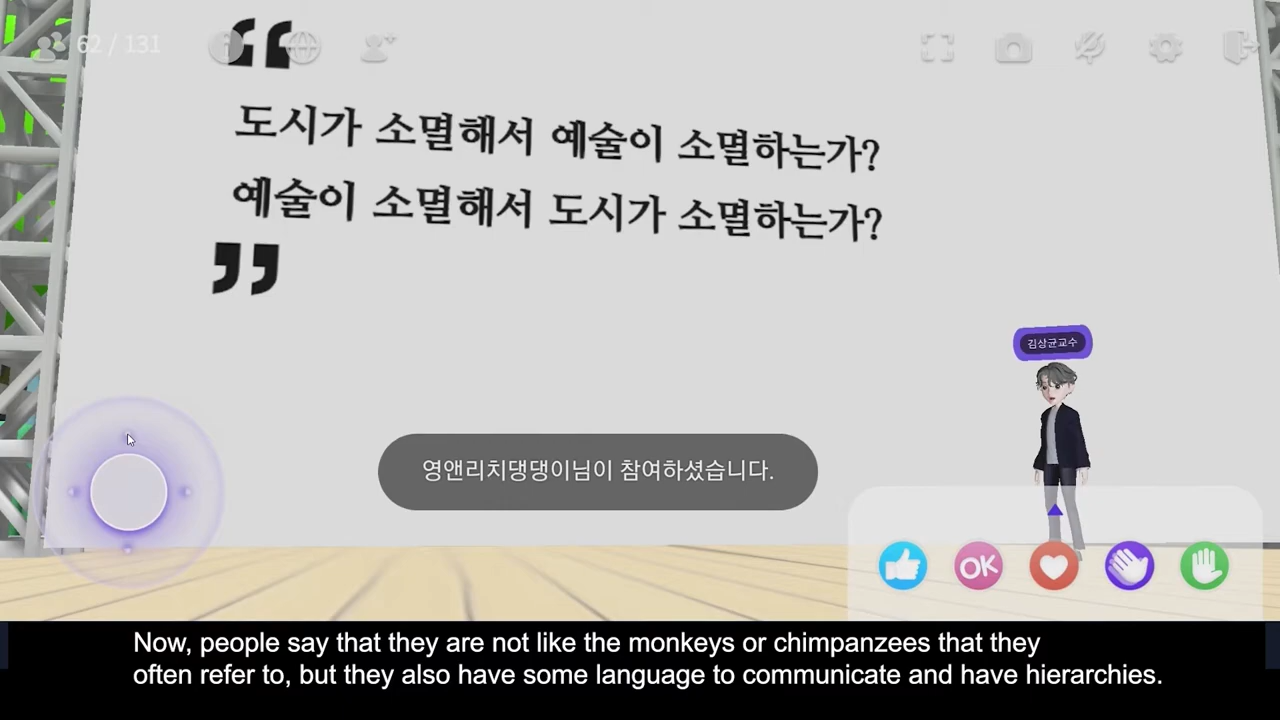 62 / 131
“
도시가 소멸해서 예술이 소멸하는가?
예술이 소멸해서 도시가 소멸하는가?
”
김상균교수
영앤리치댕댕이님이 참여하셨습니다.
OK
Now, people say that they are not like the monkeys or chimpanzees that they
often refer to, but they also have some language to communicate and have hierarchies.